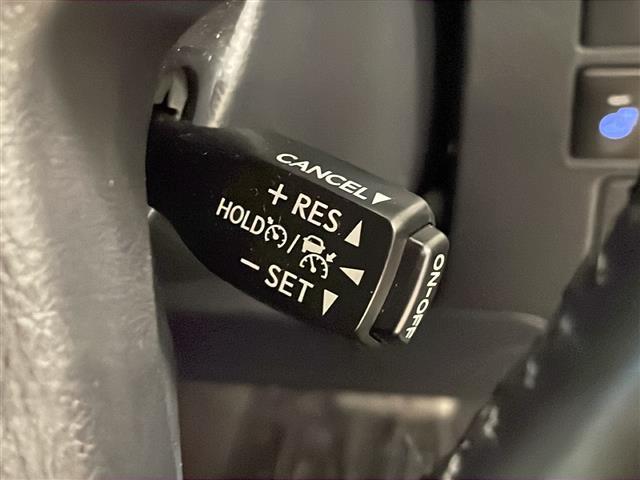 CANCEL▼
+ RES ▲
HOLD / ◀
− SET ▼
ON-OFF